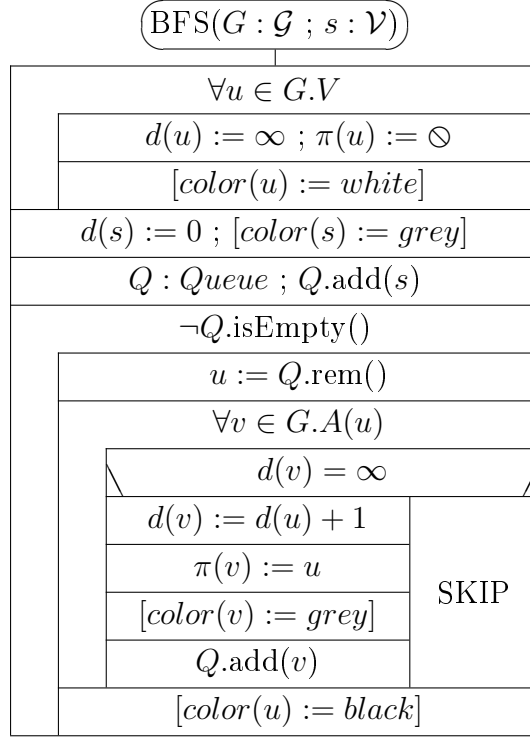 BFS(G : 𝒢 ; s : 𝒱)
∀u ∈ G.V
d(u) := ∞ ; π(u) := ⦸
[color(u) := white]
d(s) := 0 ; [color(s) := grey]
Q : Queue ; Q.add(s)
¬Q.isEmpty()
u := Q.rem()
∀v ∈ G.A(u)
d(v) = ∞
d(v) := d(u) + 1
π(v) := u
[color(v) := grey]
Q.add(v)
SKIP
[color(u) := black]